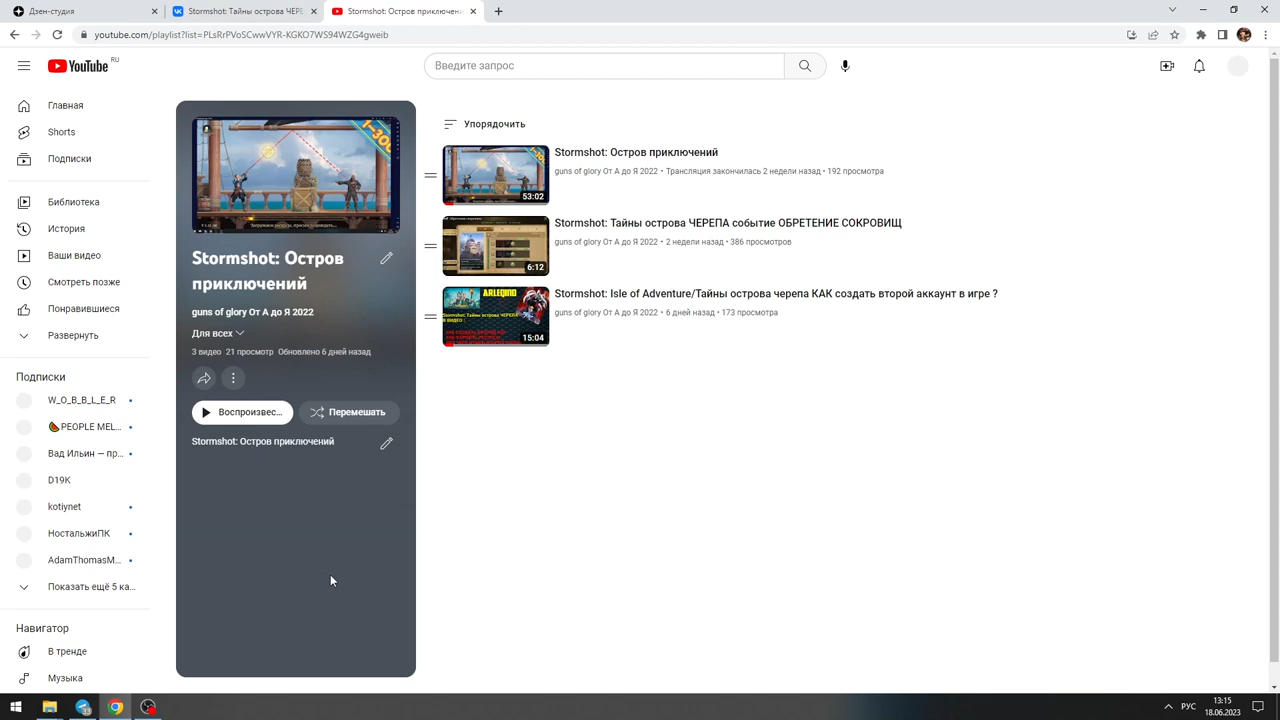 Дзен-студия
Stormshot: Тайны острова ЧЕРЕ
Stormshot: Остров приключени
youtube.com/playlist?list=PLsRrPVoSCwwVYR-KGKO7WS94WZG4gweib
YouTube RU
Введите запрос
Главная
Shorts
Подписки
Библиотека
История
Ваши видео
Смотреть позже
Понравившиеся
Развернуть
Подписки
W_O_B_B_L_E_R
PEOPLE MEL...
Вад Ильин — пр...
D19K
kotiynet
НостальжиПК
AdamThomasM...
Показать ещё 5 ка...
Навигатор
В тренде
Музыка
1-30
Stormshot: Остров
приключений
guns of glory От А до Я 2022
Для всех
3 видео 21 просмотр Обновлено 6 дней назад
Воспроизвес...
Перемешать
Stormshot: Остров приключений
Упорядочить
Stormshot: Остров приключений
guns of glory От А до Я 2022 • Трансляция закончилась 2 недели назад • 192 просмотра
53:02
Stormshot: Тайны острова ЧЕРЕПА событие ОБРЕТЕНИЕ СОКРОВИЩ
guns of glory От А до Я 2022 • 2 недели назад • 386 просмотров
6:12
Stormshot: Isle of Adventure/Тайны острова черепа КАК создать второй аккаунт в игре ?
guns of glory От А до Я 2022 • 6 дней назад • 173 просмотра
ARLEQINO
15:04
РУС
13:15
18.06.2023